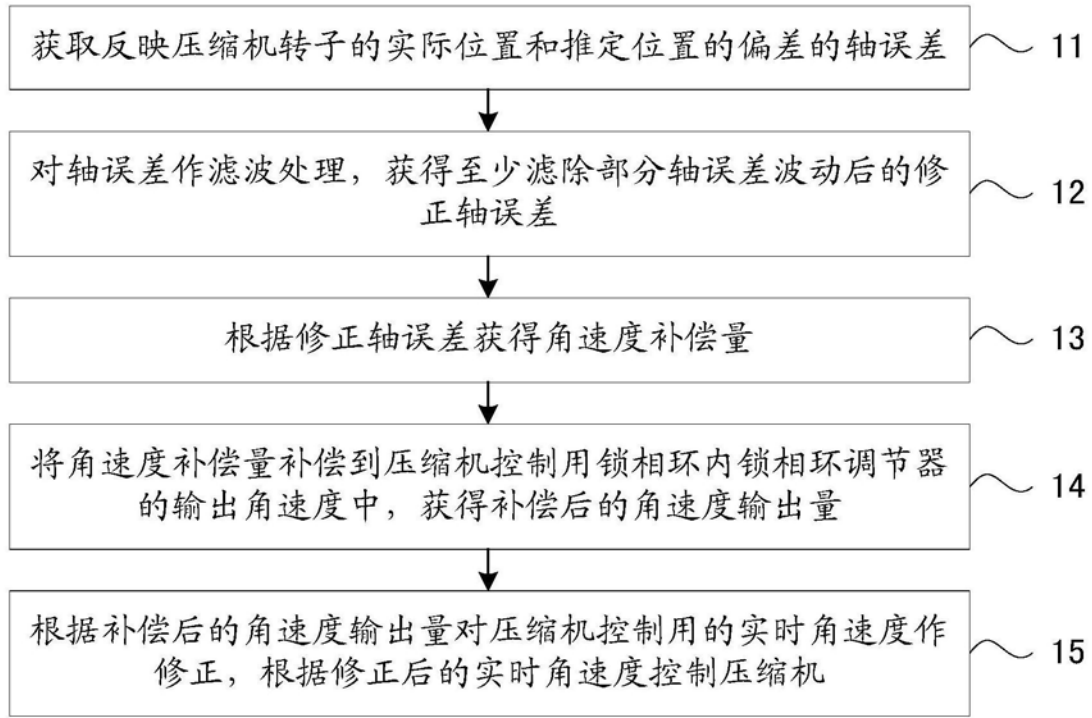 获取反映压缩机转子的实际位置和推定位置的偏差的轴误差
11
对轴误差作滤波处理，获得至少滤除部分轴误差波动后的修
正轴误差
12
根据修正轴误差获得角速度补偿量
13
将角速度补偿量补偿到压缩机控制用锁相环内锁相环调节器
的输出角速度中，获得补偿后的角速度输出量
14
根据补偿后的角速度输出量对压缩机控制用的实时角速度作
修正，根据修正后的实时角速度控制压缩机
15